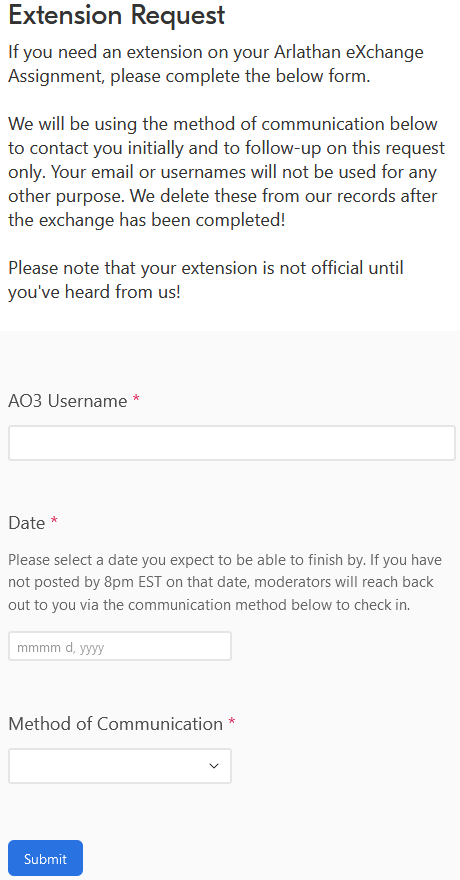 Extension Request
If you need an extension on your Arlathan eXchange
Assignment, please complete the below form.
We will be using the method of communication below
to contact you initially and to follow-up on this request
only. Your email or usernames will not be used for any
other purpose. We delete these from our records after
the exchange has been completed!
Please note that your extension is not official until
you've heard from us!
AO3 Username *
Date *
Please select a date you expect to be able to finish by. If you have
not posted by 8pm EST on that date, moderators will reach back
out to you via the communication method below to check in.
mmmm d, yyyy
Method of Communication *
Submit